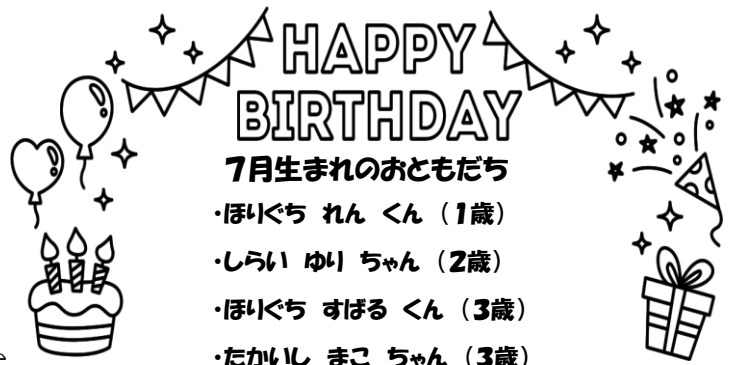 HAPPY
BIRTHDAY
7月生まれのおともだち
・ほりぐち　れん　くん　（1歳）
・しらい　ゆり　ちゃん　（2歳）
・ほりぐち　すばる　くん　（3歳）
・たかいし　まこ　ちゃん　（3歳）